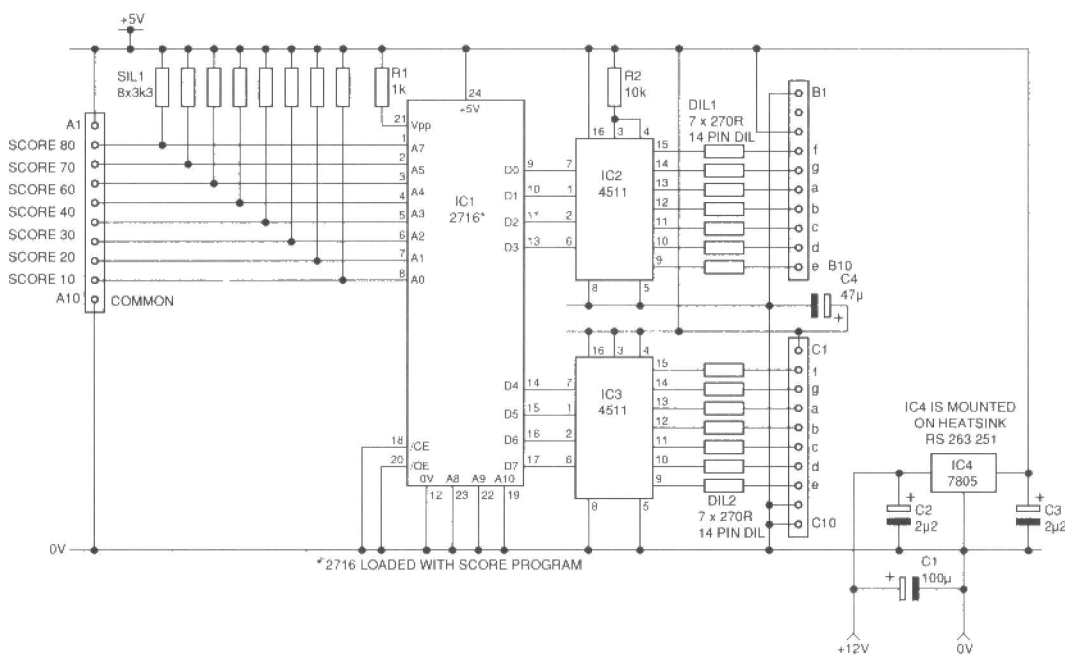 +5V
SIL1
8x3k3
R1
1k
R2
10k
24
+5V
21
Vpp
A1
SCORE 80
SCORE 70
SCORE 60
SCORE 40
SCORE 30
SCORE 20
SCORE 10
A10
COMMON
1
2
3
4
5
6
7
8
A7
A5
A4
A3
A2
A1
A0
IC1
2716*
D0
D1
D2
D3
9
10
11
13
7
1
2
6
16
3
4
IC2
4511
15
14
13
12
11
10
9
8
5
DIL1
7 x 270R
14 PIN DIL
B1
f
g
a
b
c
d
e
B10
C4
47µ
+
D4
D5
D6
D7
14
15
16
17
7
1
2
6
16
3
4
IC3
4511
15
14
13
12
11
10
9
8
5
C1
f
g
a
b
c
d
e
C10
DIL2
7 x 270R
14 PIN DIL
18
/CE
20
/OE
0V
A8
A9
A10
12
23
22
19
0V
*2716 LOADED WITH SCORE PROGRAM
IC4 IS MOUNTED
ON HEATSINK
RS 263 251
IC4
7805
+
C2
2µ2
+
C3
2µ2
+
C1
100µ
+12V
0V